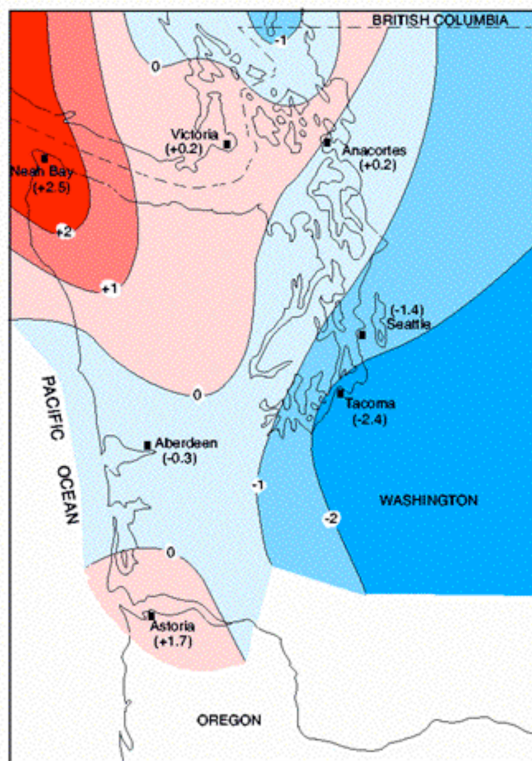 BRITISH COLUMBIA
-1
0
Victoria
(+0.2)
Anacortes
(+0.2)
Neah Bay
(+2.5)
+2
+1
(-1.4)
Seattle
0
Tacoma
(-2.4)
PACIFIC OCEAN
Aberdeen
(-0.3)
-1
WASHINGTON
-2
0
Astoria
(+1.7)
OREGON